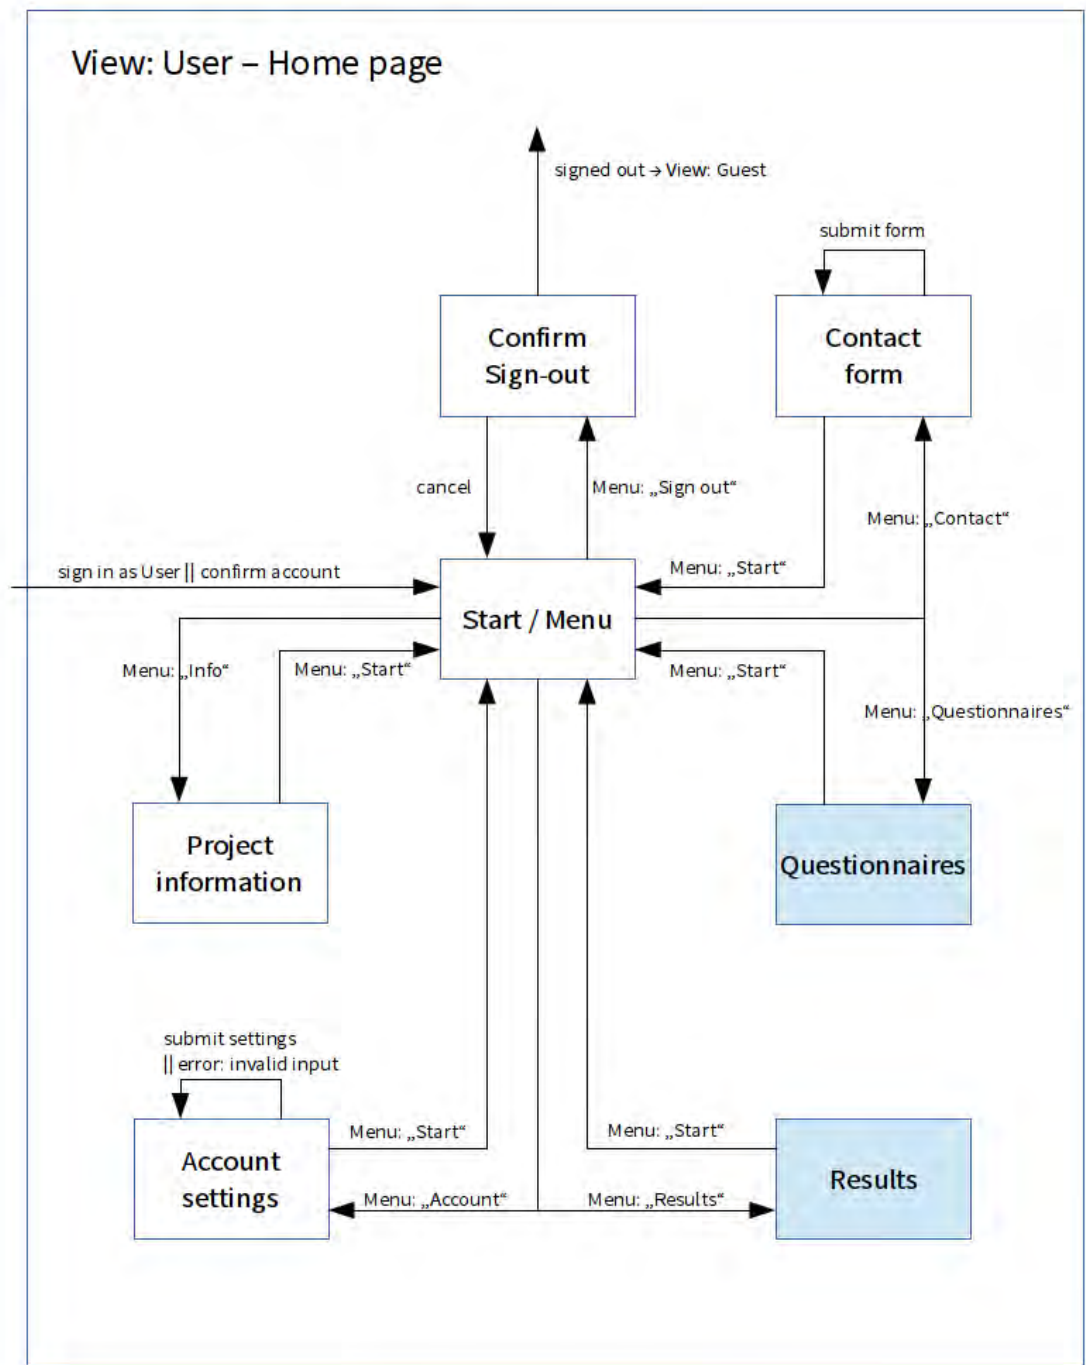 View: User – Home page
signed out → View: Guest
submit form
Confirm
Sign-out
Contact
form
cancel
Menu: „Sign out“
Menu: „Contact“
sign in as User || confirm account
Menu: „Start“
Start / Menu
Menu: „Info“
Menu: „Start“
Menu: „Start“
Menu: „Questionnaires“
Project
information
Questionnaires
submit settings
|| error: invalid input
Menu: „Start“
Menu: „Start“
Account
settings
Results
Menu: „Account“
Menu: „Results“